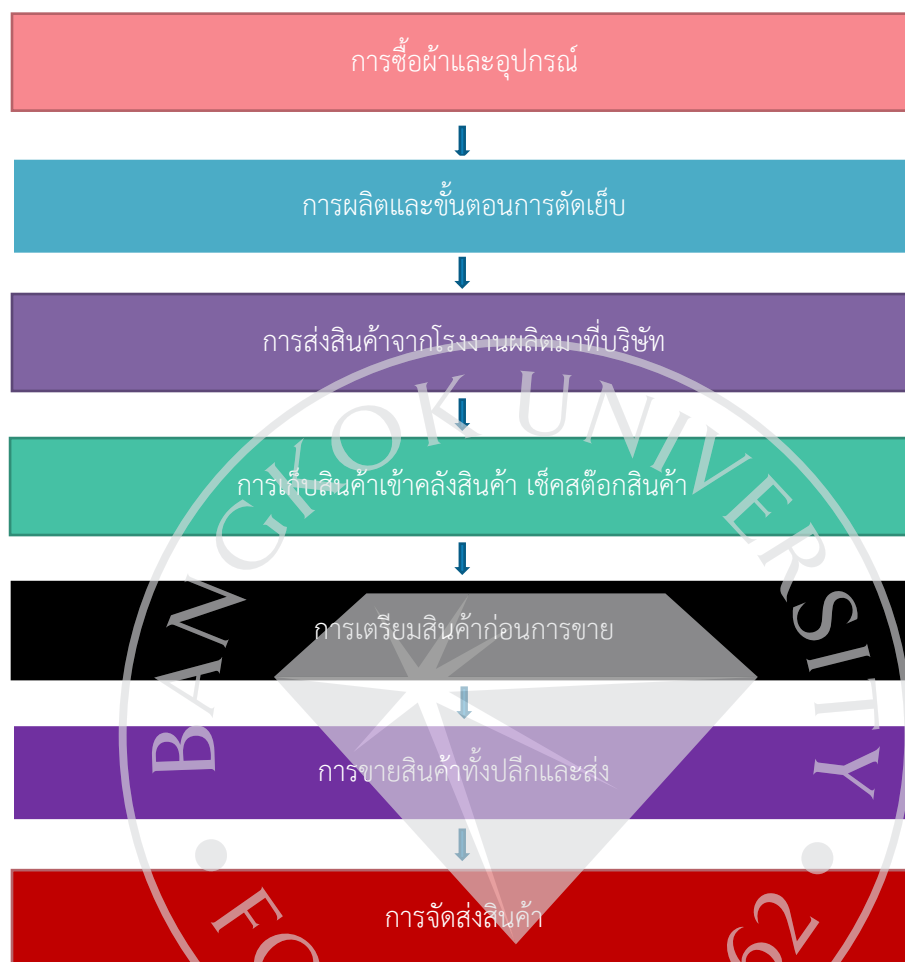 การซื้อผ้าและอุปกรณ์
การผลิตและขั้นตอนการตัดเย็บ
การส่งสินค้าจากโรงงานผลิตมาที่บริษัท
การเก็บสินค้าเข้าคลังสินค้า เช็คสต๊อกสินค้า
การเตรียมสินค้าก่อนการขาย
การขายสินค้าทั้งปลีกและส่ง
การจัดส่งสินค้า
BANGKOK UNIVERSITY